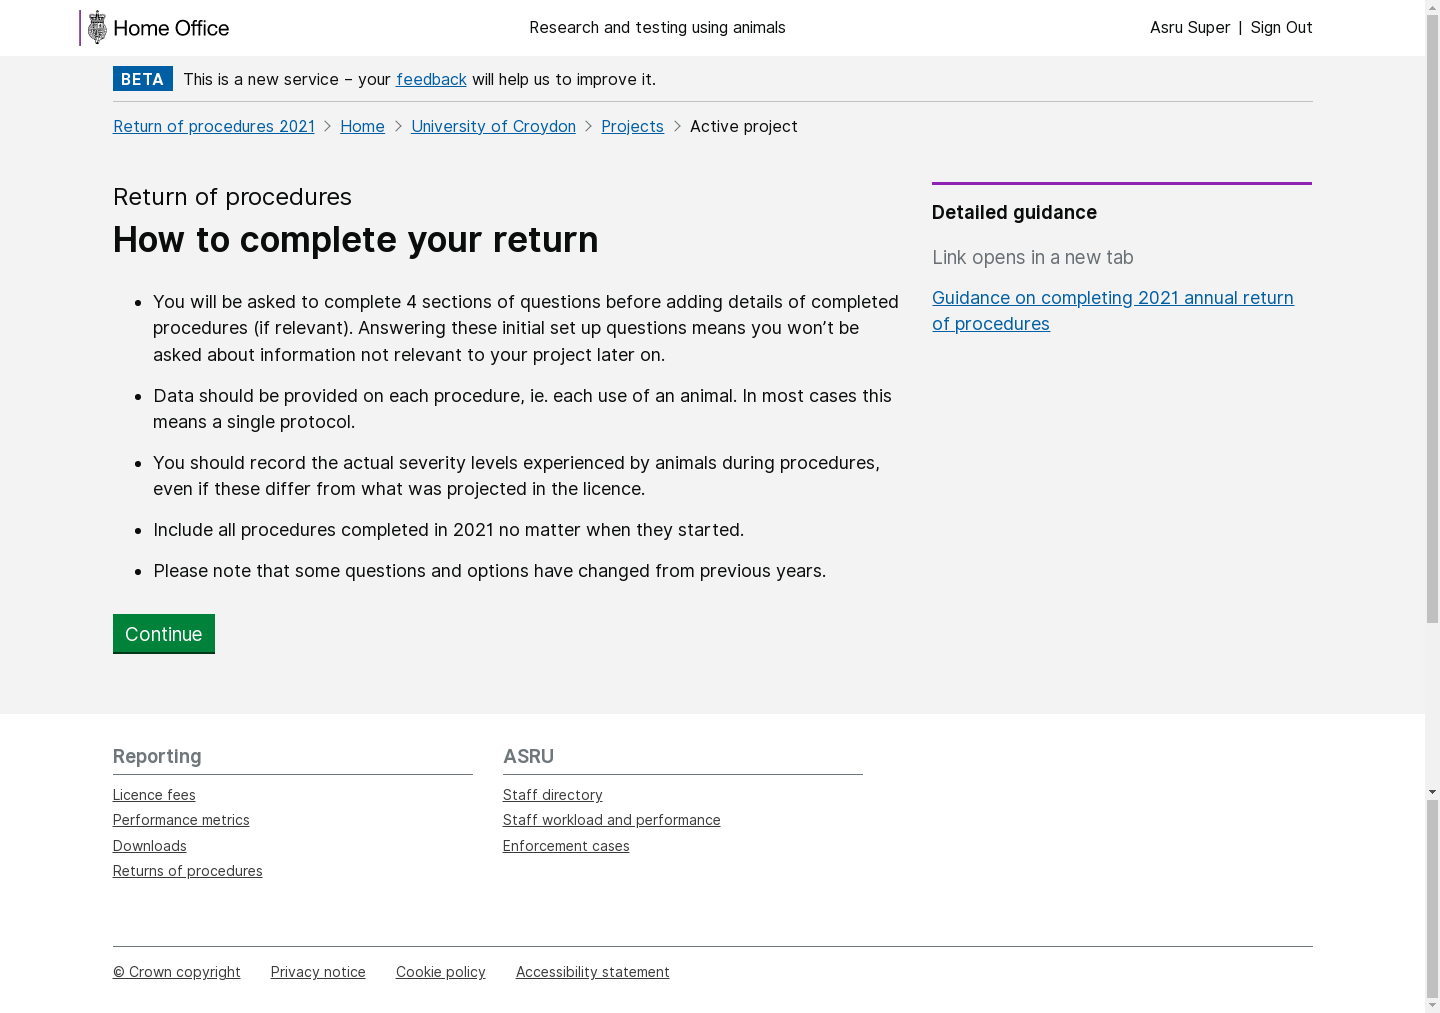 Home Office
Research and testing using animals
Asru Super | Sign Out
BETA This is a new service – your feedback will help us to improve it.
Return of procedures 2021 > Home > University of Croydon > Projects > Active project
Return of procedures
How to complete your return
• You will be asked to complete 4 sections of questions before adding details of completed
procedures (if relevant). Answering these initial set up questions means you won’t be
asked about information not relevant to your project later on.
• Data should be provided on each procedure, ie. each use of an animal. In most cases this
means a single protocol.
• You should record the actual severity levels experienced by animals during procedures,
even if these differ from what was projected in the licence.
• Include all procedures completed in 2021 no matter when they started.
• Please note that some questions and options have changed from previous years.
Continue
Detailed guidance
Link opens in a new tab
Guidance on completing 2021 annual return
of procedures
Reporting
Licence fees
Performance metrics
Downloads
Returns of procedures
ASRU
Staff directory
Staff workload and performance
Enforcement cases
© Crown copyright Privacy notice Cookie policy Accessibility statement